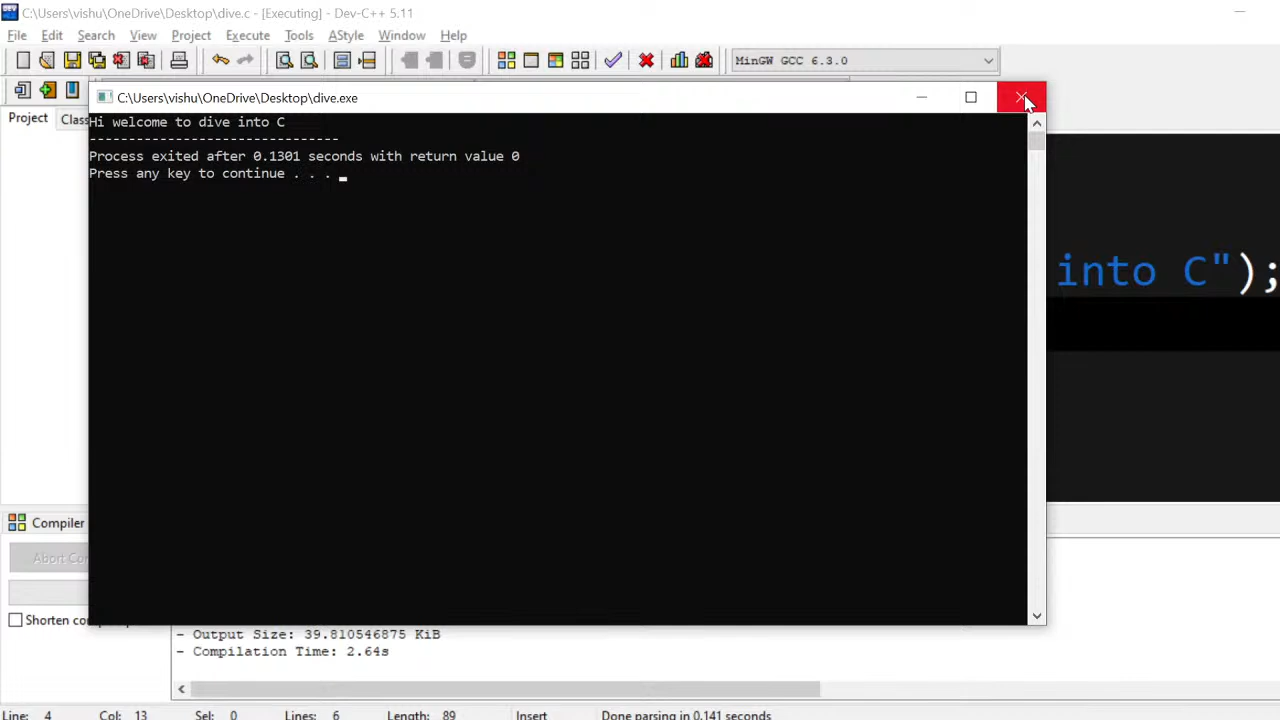 C:\Users\vishu\OneDrive\Desktop\dive.c - [Executing] - Dev-C++ 5.11
File Edit Search View Project Execute Tools AStyle Window Help
MinGW GCC 6.3.0
C:\Users\vishu\OneDrive\Desktop\dive.exe
Project Class
Hi welcome to dive into C
--------------------------------
Process exited after 0.1301 seconds with return value 0
Press any key to continue . . .
into C");
Compiler
Abort Co
Shorten
- Output Size: 39.810546875 KiB
- Compilation Time: 2.64s
Line: 4 Col: 13 Sel: 0 Lines: 6 Length: 89 Insert Done parsing in 0.141 seconds